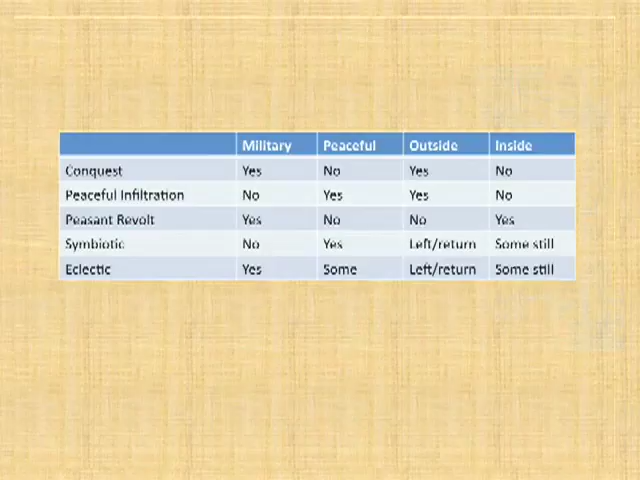 Military Peaceful Outside Inside
Conquest Yes No Yes No
Peaceful Infiltration No Yes Yes No
Peasant Revolt Yes No No Yes
Symbiotic No Yes Left/return Some still
Eclectic Yes Some Left/return Some still